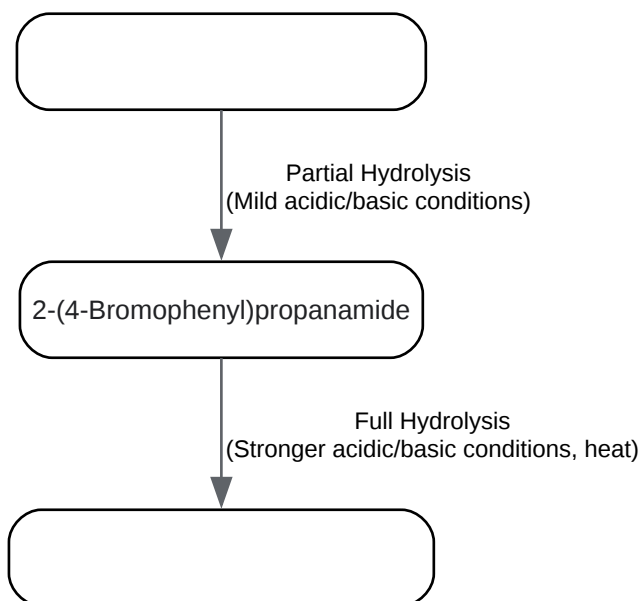 Partial Hydrolysis
(Mild acidic/basic conditions)
2-(4-Bromophenyl)propanamide
Full Hydrolysis
(Stronger acidic/basic conditions, heat)